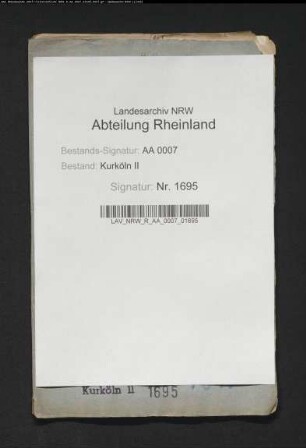 Landesarchiv NRW
Abteilung Rheinland
Bestands-Signatur: AA 0007
Bestand: Kurköln II
Signatur: Nr. 1695
LAV_NRW_R_AA_0007_01695
Kurköln II 1695